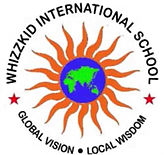 WHIZZKID INTERNATIONAL SCHOOL
GLOBAL VISION • LOCAL WISDOM